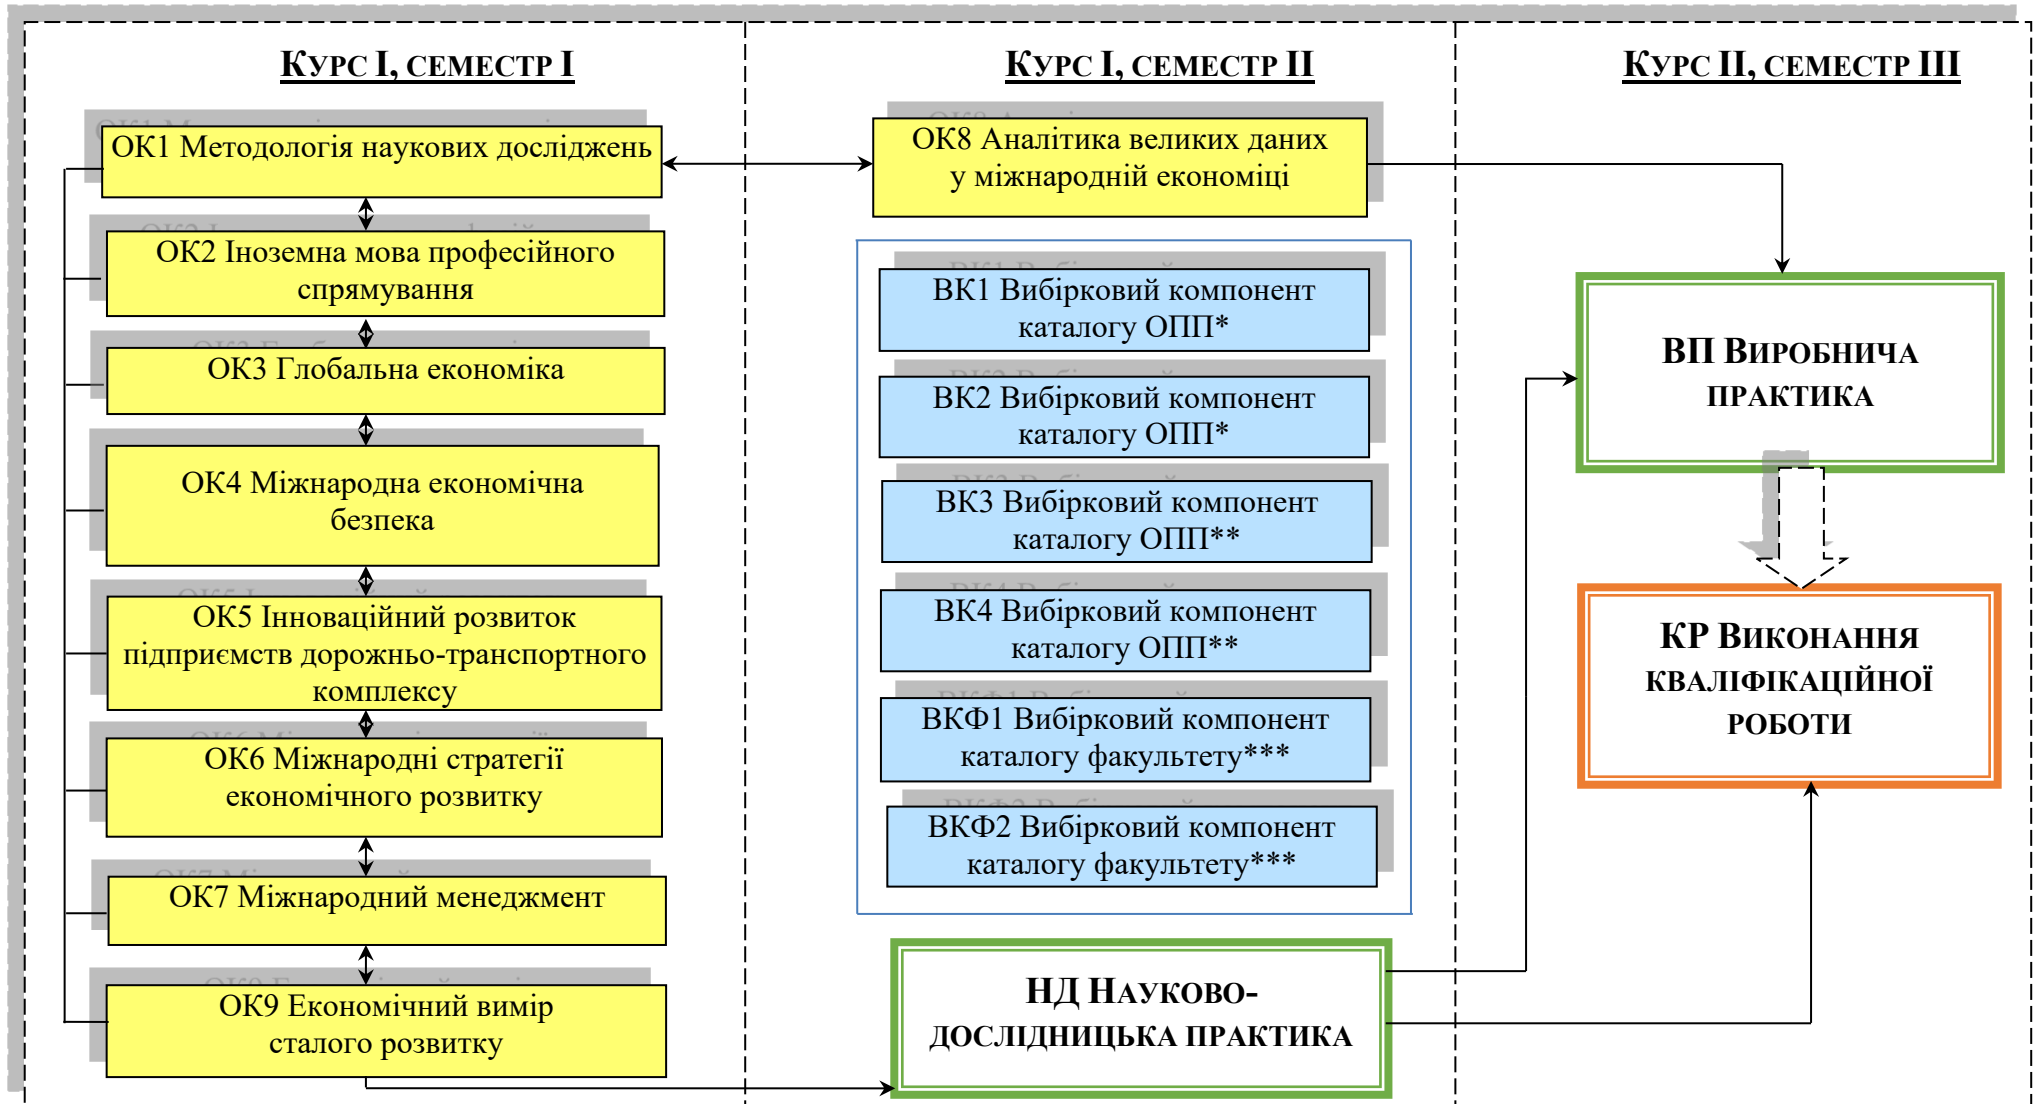 КУРС І, СЕМЕСТР І
ОК1 Методологія наукових досліджень
ОК2 Іноземна мова професійного
спрямування
ОК3 Глобальна економіка
ОК4 Міжнародна економічна
безпека
ОК5 Інноваційний розвиток
підприємств дорожньо-транспортного
комплексу
ОК6 Міжнародні стратегії
економічного розвитку
ОК7 Міжнародний менеджмент
ОК9 Економічний вимір
сталого розвитку
КУРС І, СЕМЕСТР ІІ
ОК8 Аналітика великих даних
у міжнародній економіці
ВК1 Вибірковий компонент
каталогу ОПП*
ВК2 Вибірковий компонент
каталогу ОПП*
ВК3 Вибірковий компонент
каталогу ОПП**
ВК4 Вибірковий компонент
каталогу ОПП**
ВКФ1 Вибірковий компонент
каталогу факультету***
ВКФ2 Вибірковий компонент
каталогу факультету***
НД НАУКОВО-
ДОСЛІДНИЦЬКА ПРАКТИКА
КУРС ІІ, СЕМЕСТР ІІІ
ВП ВИРОБНИЧА
ПРАКТИКА
КР ВИКОНАННЯ
КВАЛІФІКАЦІЙНОЇ
РОБОТИ